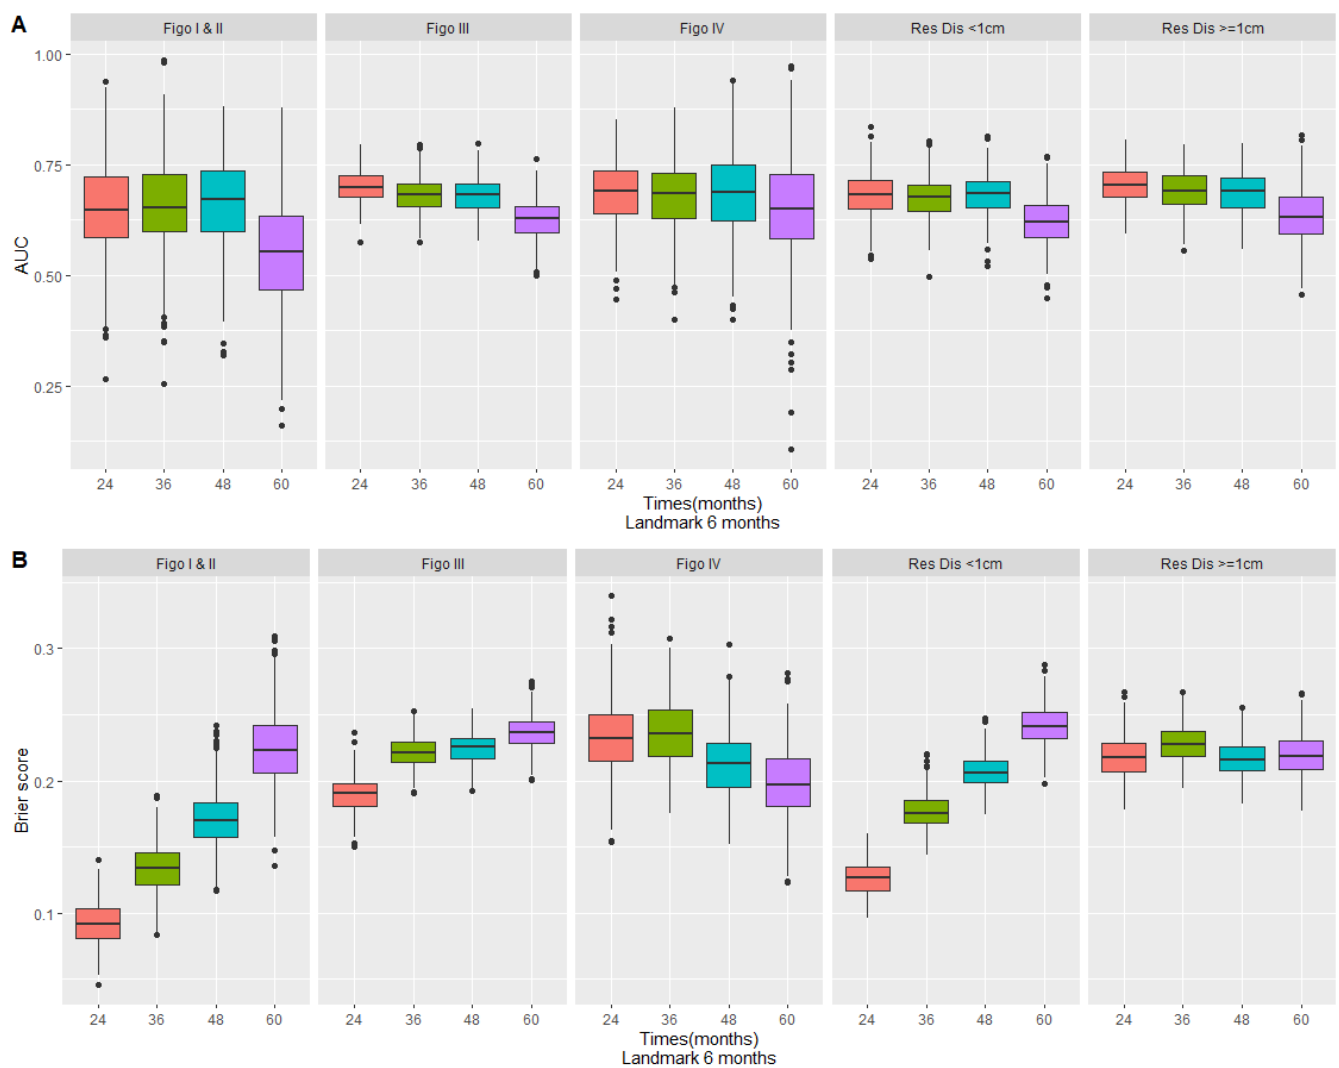 A
Figo I & II
Figo III
Figo IV
Res Dis <1cm
Res Dis >=1cm
AUC
1.00
0.75
0.50
0.25
24 36 48 60
24 36 48 60
24 36 48 60
24 36 48 60
24 36 48 60
Times(months)
Landmark 6 months
B
Figo I & II
Figo III
Figo IV
Res Dis <1cm
Res Dis >=1cm
Brier score
0.3
0.2
0.1
24 36 48 60
24 36 48 60
24 36 48 60
24 36 48 60
24 36 48 60
Times(months)
Landmark 6 months